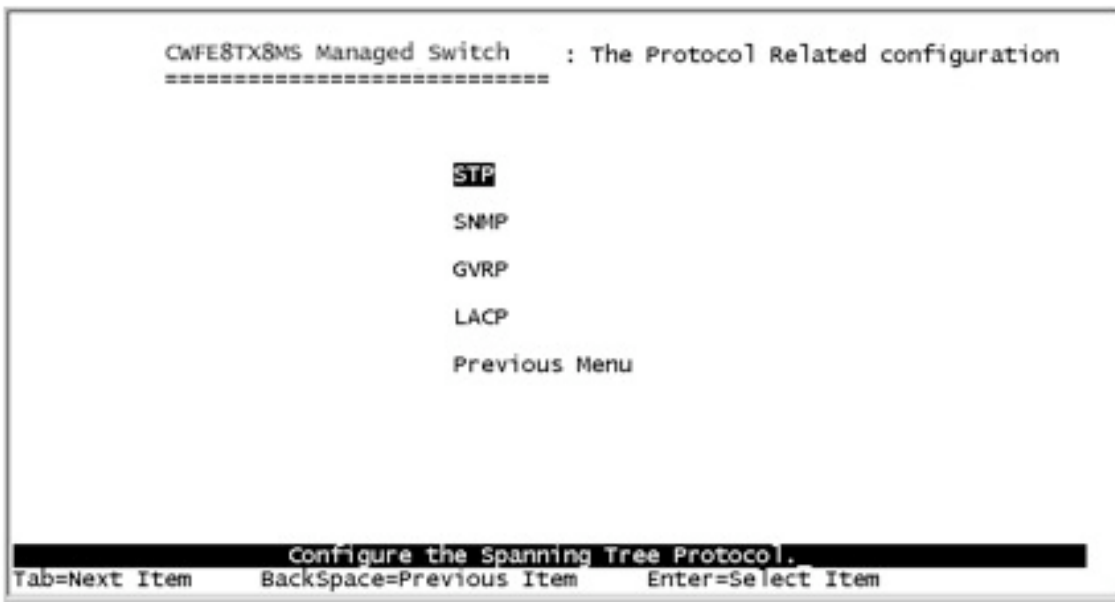 CWFE8TX8MS Managed Switch : The Protocol Related configuration
============================
STP
SNMP
GVRP
LACP
Previous Menu
Configure the Spanning Tree Protocol.
Tab=Next Item BackSpace=Previous Item Enter=Select Item